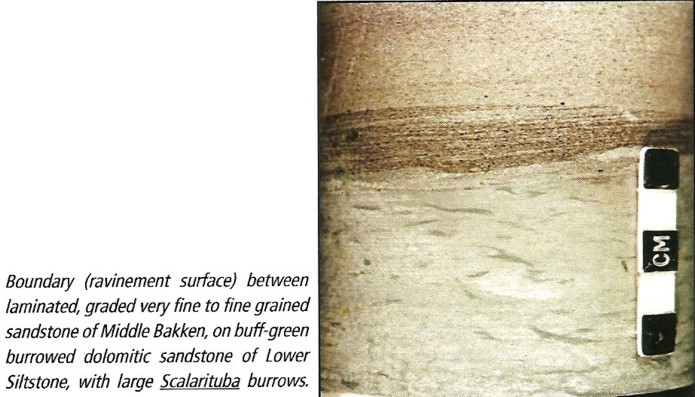 Boundary (ravinement surface) between
laminated, graded very fine to fine grained
sandstone of Middle Bakken, on buff-green
burrowed dolomitic sandstone of Lower
Siltstone, with large Scalarituba burrows.
CM